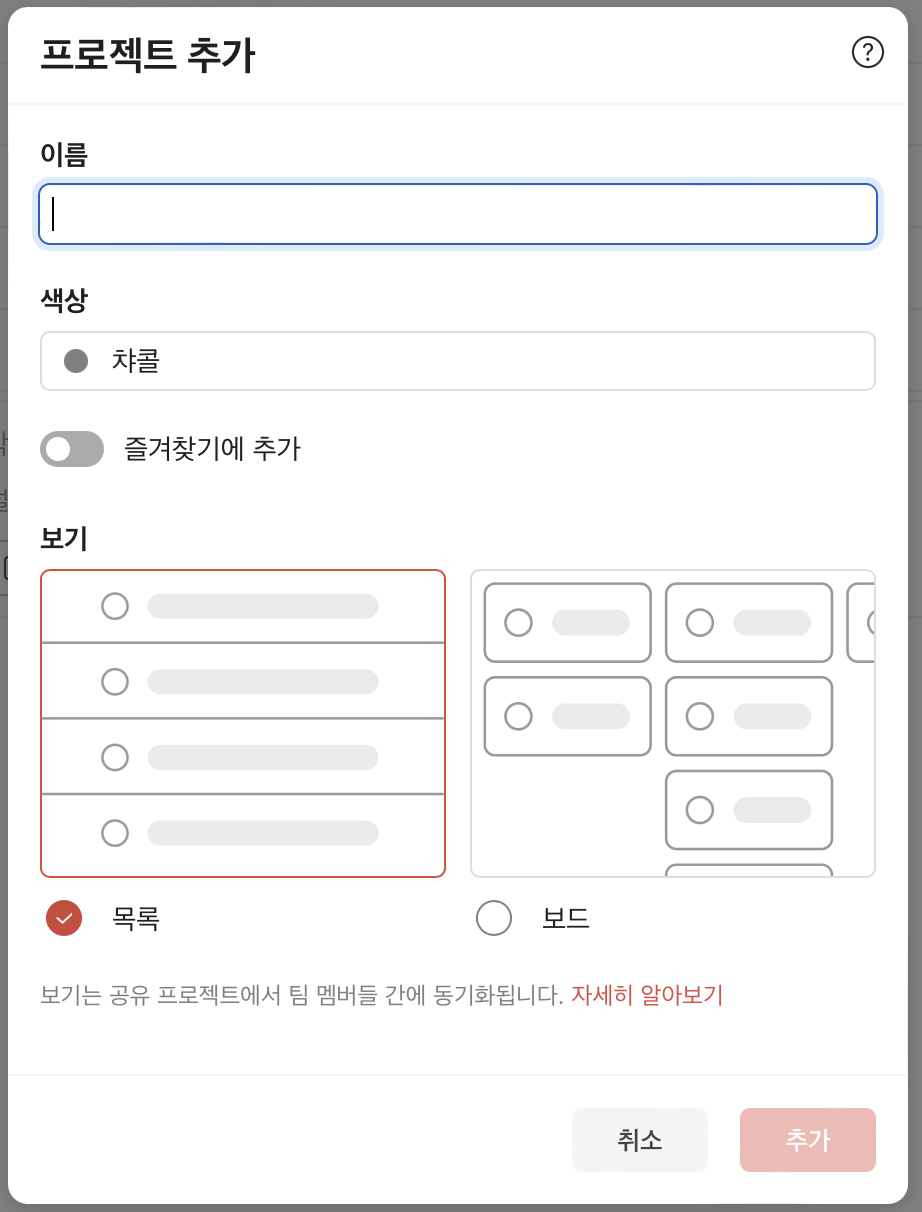 프로젝트 추가
?
이름
색상
챠콜
즐겨찾기에 추가
보기
목록
보드
보기는 공유 프로젝트에서 팀 멤버들 간에 동기화됩니다. 자세히 알아보기
취소
추가